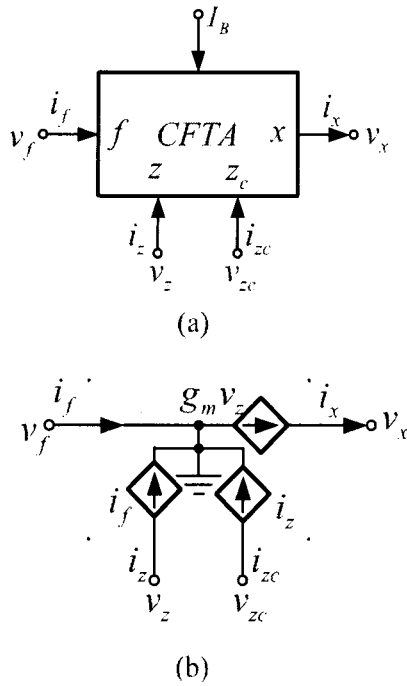 I_B
i_f
i_x
v_f f CFTA x v_x
z z_c
i_z i_zc
v_z v_zc
(a)
i_f g_m v_z i_x
v_f v_x
i_f i_z
i_z i_zc
v_z v_zc
(b)